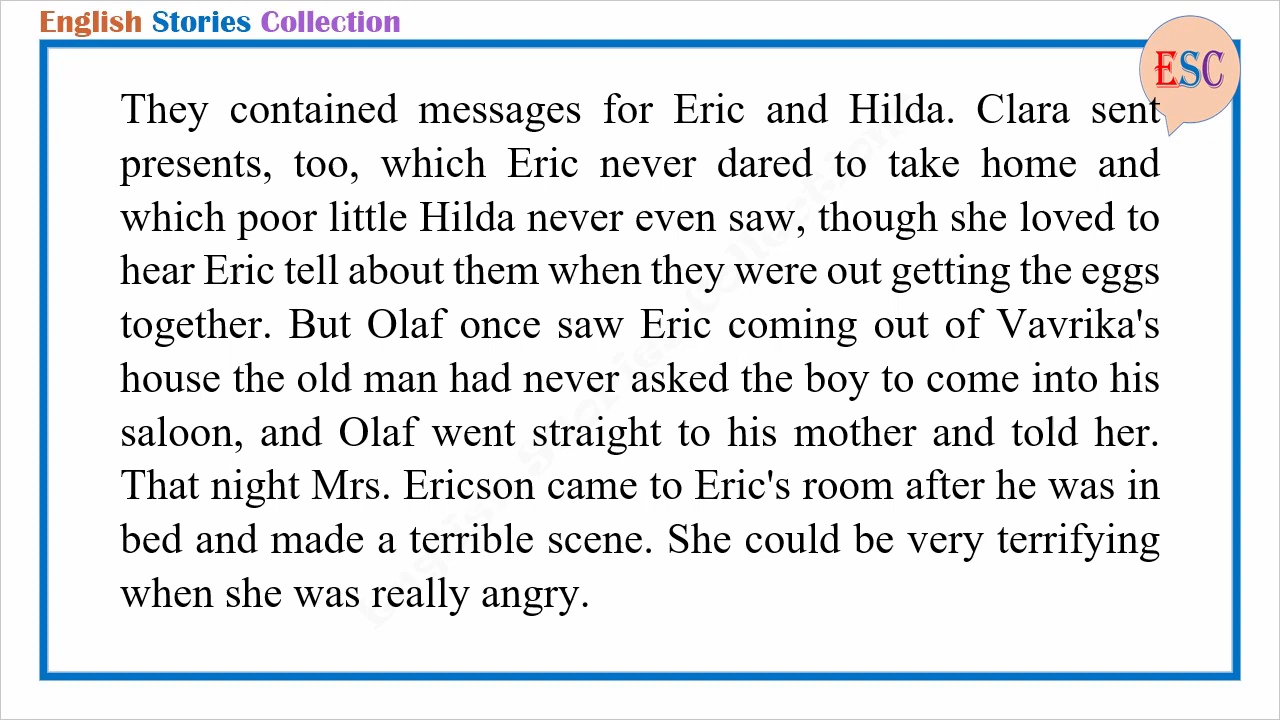 English Stories Collection
ESC
They contained messages for Eric and Hilda. Clara sent
presents, too, which Eric never dared to take home and
which poor little Hilda never even saw, though she loved to
hear Eric tell about them when they were out getting the eggs
together. But Olaf once saw Eric coming out of Vavrika's
house the old man had never asked the boy to come into his
saloon, and Olaf went straight to his mother and told her.
That night Mrs. Ericson came to Eric's room after he was in
bed and made a terrible scene. She could be very terrifying
when she was really angry.